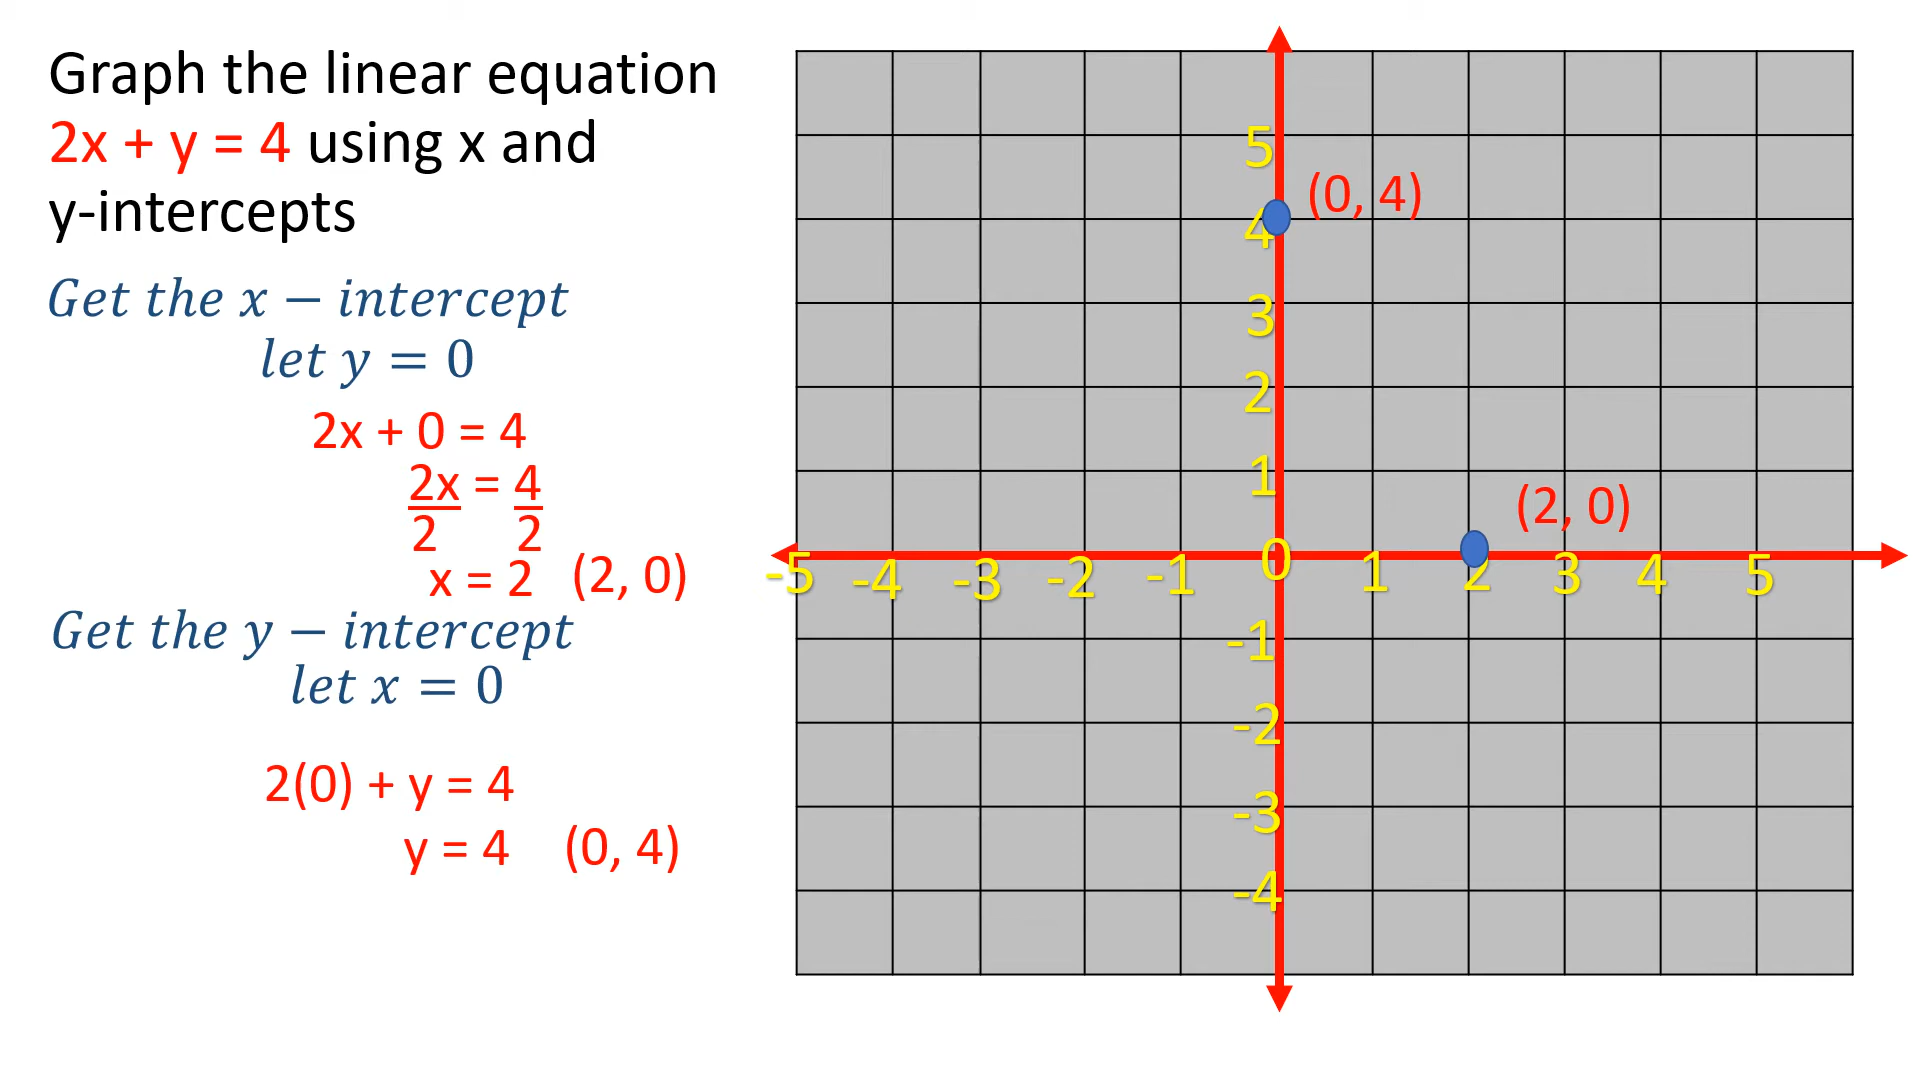 Graph the linear equation
2x + y = 4 using x and
y-intercepts
Get the x − intercept
let y = 0
2x + 0 = 4
2x = 4
2 2
x = 2 (2, 0)
Get the y − intercept
let x = 0
2(0) + y = 4
y = 4 (0, 4)
5
(0, 4)
4
3
2
1
(2, 0)
-5 -4 -3 -2 -1 0 1 2 3 4 5
-1
-2
-3
-4